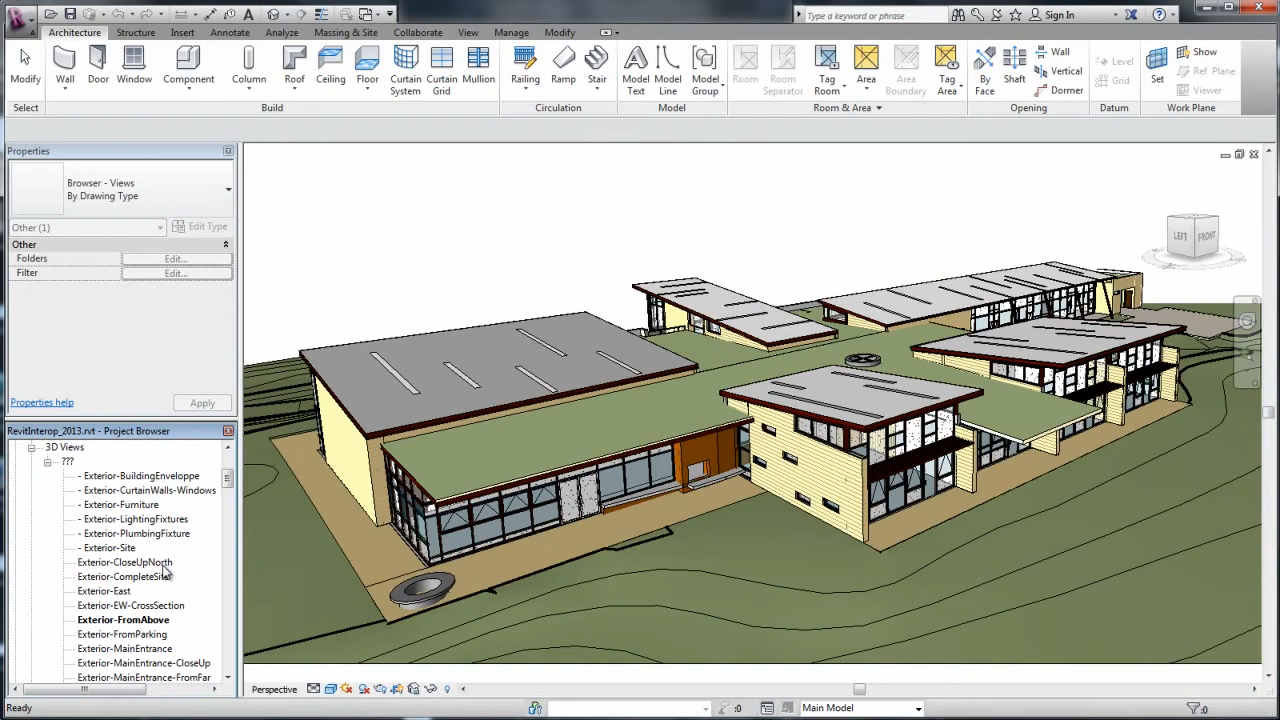 Type a keyword or phrase
Sign In
Architecture Structure Insert Annotate Analyze Massing & Site Collaborate View Manage Modify
Modify Wall Door Window Component Column Roof Ceiling Floor Curtain System Curtain Grid Mullion Railing Ramp Stair Model Text Model Line Model Group Room Room Separator Tag Room Area Area Boundary Tag Area By Face Shaft Wall Vertical Dormer Level Grid Set Show Ref Plane Viewer
Select Build Circulation Model Room & Area Opening Datum Work Plane
Properties
Browser - Views
By Drawing Type
Other (1) Edit Type
Other
Folders Edit...
Filter Edit...
Properties help Apply
RevitInterop_2013.rvt - Project Browser
3D Views
???
- Exterior-BuildingEnveloppe
- Exterior-CurtainWalls-Windows
- Exterior-Furniture
- Exterior-LightingFixtures
- Exterior-PlumbingFixture
- Exterior-Site
Exterior-CloseUpNorth
Exterior-CompleteSite
Exterior-East
Exterior-EW-CrossSection
Exterior-FromAbove
Exterior-FromParking
Exterior-MainEntrance
Exterior-MainEntrance-CloseUp
Exterior-MainEntrance-FromFar
LEFT FRONT
Perspective
Ready :0 Main Model :0